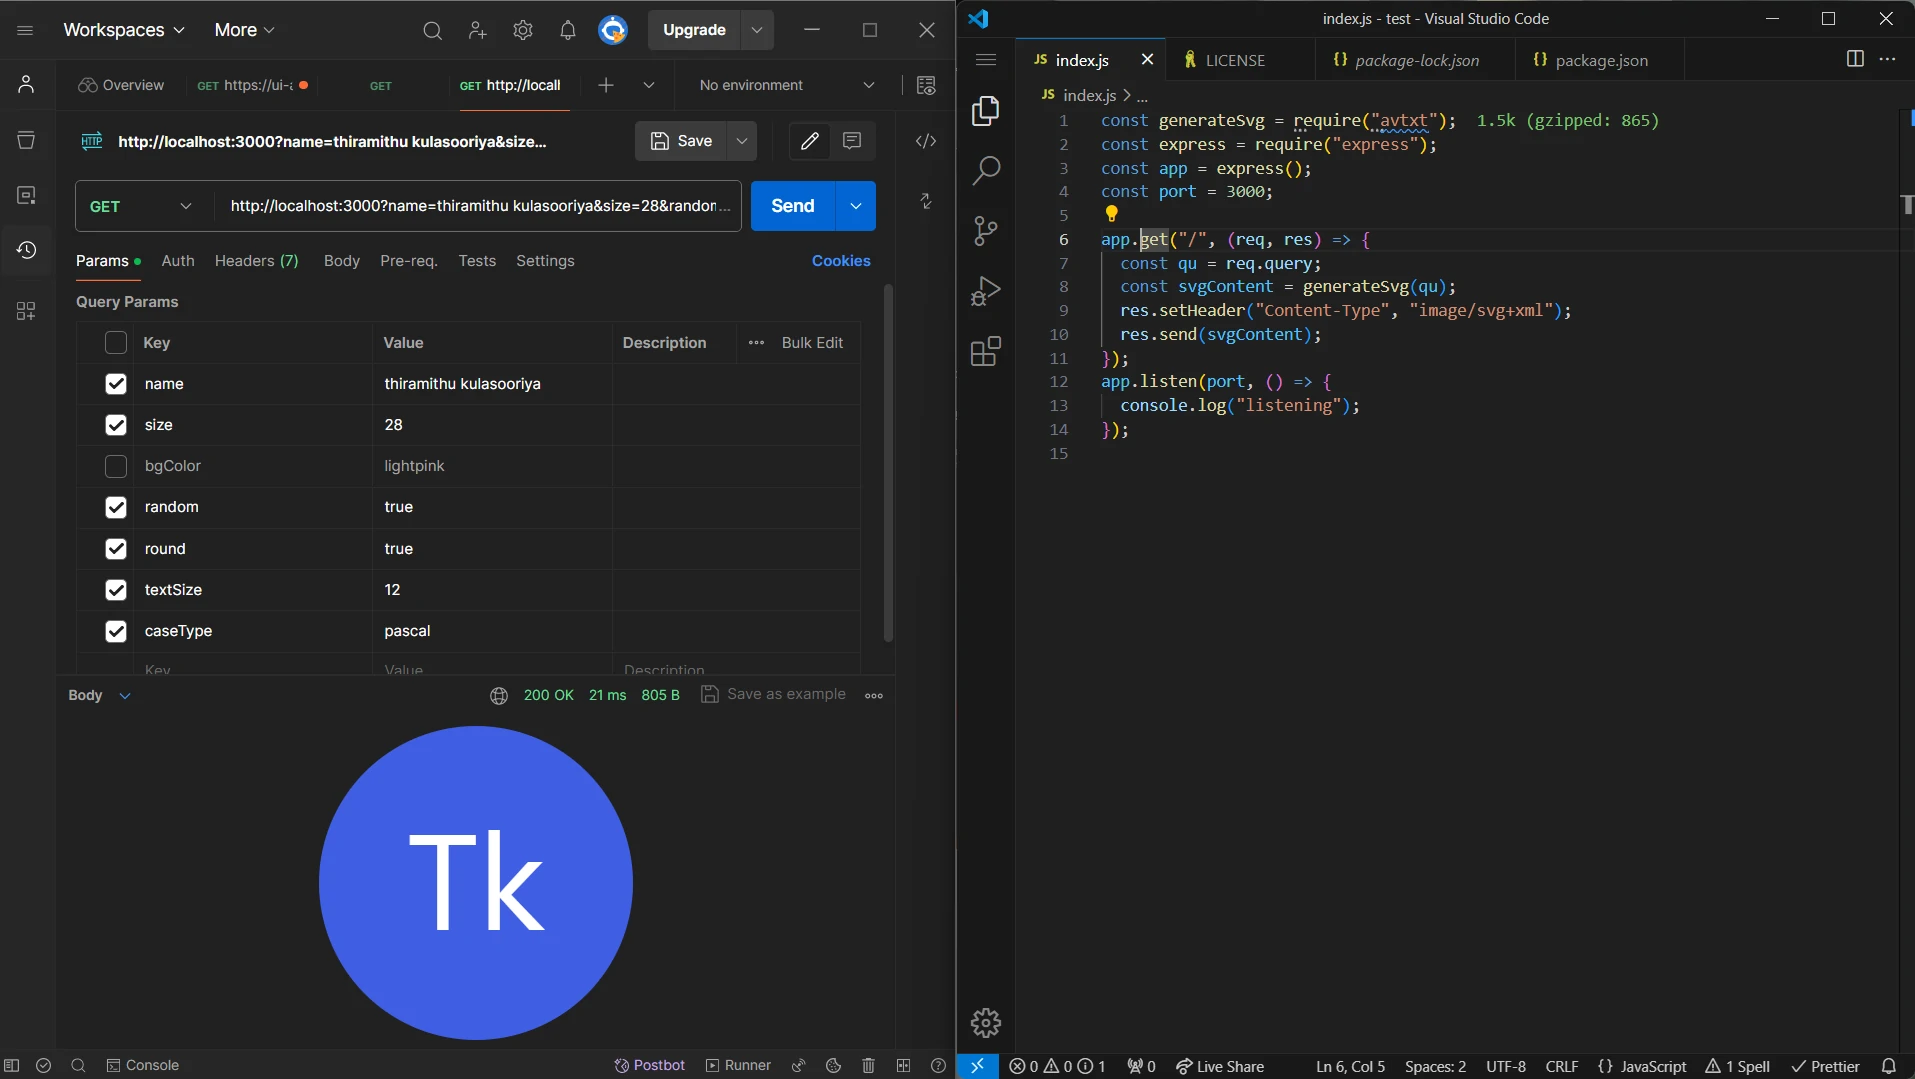 Workspaces More Upgrade
Overview GET https://ui-a GET GET http://locall No environment
HTTP http://localhost:3000?name=thiramithu kulasooriya&size... Save
GET http://localhost:3000?name=thiramithu kulasooriya&size=28&randon... Send
Params Auth Headers (7) Body Pre-req. Tests Settings Cookies
Query Params
Key Value Description Bulk Edit
name thiramithu kulasooriya
size 28
bgColor lightpink
random true
round true
textSize 12
caseType pascal
Key Value Description
Body 200 OK 21 ms 805 B Save as example
Tk
Console Postbot Runner
index.js - test - Visual Studio Code
JS index.js LICENSE {} package-lock.json {} package.json
JS index.js > ...
1 const generateSvg = require("avtxt"); 1.5k (gzipped: 865)
2 const express = require("express");
3 const app = express();
4 const port = 3000;
5
6 app.get("/", (req, res) => {
7 const qu = req.query;
8 const svgContent = generateSvg(qu);
9 res.setHeader("Content-Type", "image/svg+xml");
10 res.send(svgContent);
11 });
12 app.listen(port, () => {
13 console.log("listening");
14 });
15
0 0 1 0 Live Share Ln 6, Col 5 Spaces: 2 UTF-8 CRLF {} JavaScript 1 Spell Prettier